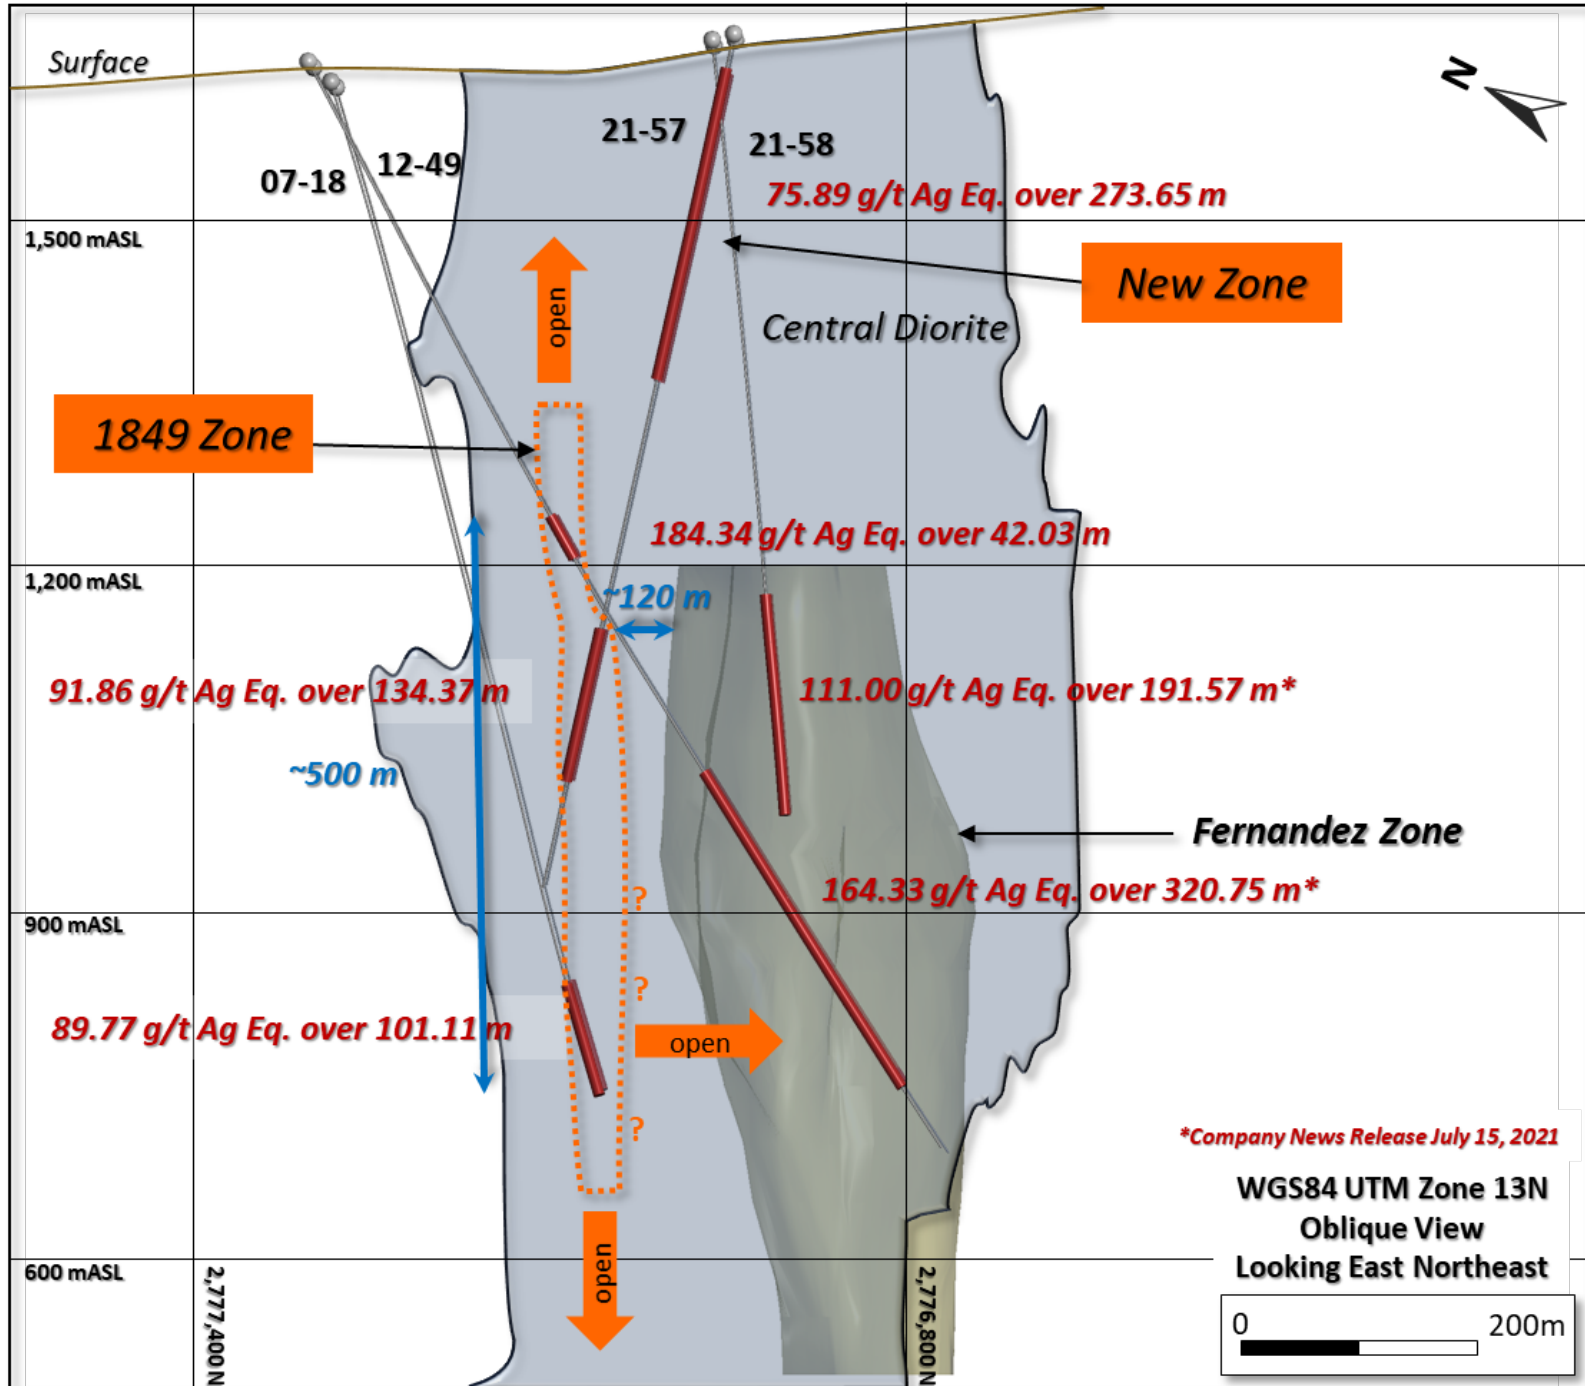 Surface
N
21-57
21-58
12-49
07-18
75.89 g/t Ag Eq. over 273.65 m
1,500 mASL
New Zone
open
Central Diorite
1849 Zone
184.34 g/t Ag Eq. over 42.03 m
1,200 mASL
~120 m
91.86 g/t Ag Eq. over 134.37 m
111.00 g/t Ag Eq. over 191.57 m*
~500 m
Fernandez Zone
164.33 g/t Ag Eq. over 320.75 m*
?
900 mASL
?
89.77 g/t Ag Eq. over 101.11 m
open
?
*Company News Release July 15, 2021
WGS84 UTM Zone 13N
Oblique View
Looking East Northeast
600 mASL
open
2,777,400 N
2,776,800 N
0 200m